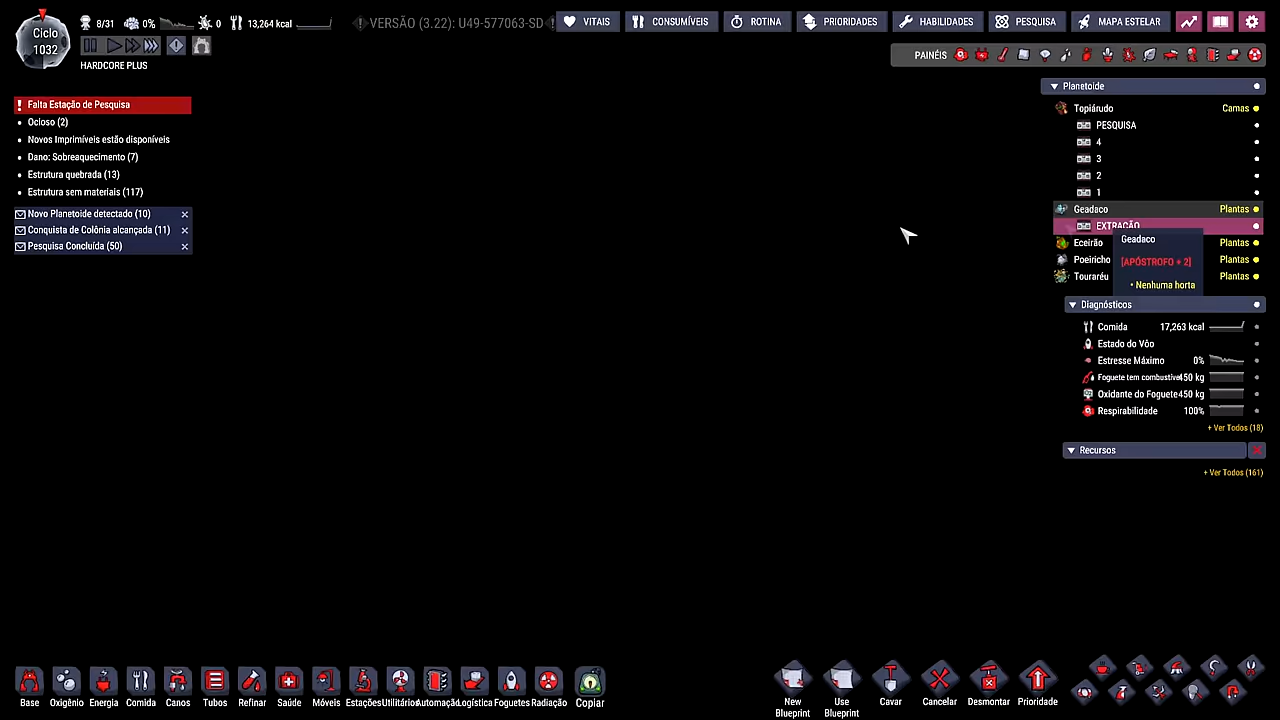 Ciclo
1032
8/31
0%
0
13,264 kcal
VERSÃO (3.22): U49-577063-SD
VITAIS
CONSUMÍVEIS
ROTINA
PRIORIDADES
HABILIDADES
PESQUISA
MAPA ESTELAR
HARDCORE PLUS
PAINÉIS
Falta Estação de Pesquisa
Ocloso (2)
Novos Imprimíveis estão disponíveis
Dano: Sobreaquecimento (7)
Estrutura quebrada (13)
Estrutura sem materiais (117)
Novo Planetoide detectado (10)
Conquista de Colônia alcançada (11)
Pesquisa Concluída (50)
Planetoide
Topiárudo Camas
PESQUISA
4
3
2
1
Geadaco Plantas
EXTRAÇÃO
Eceirão Plantas
Poeiricho Plantas
Touraréu Plantas
Geadaco
[APÓSTROFO + 2]
• Nenhuma horta
Diagnósticos
Comida 17,263 kcal
Estado do Vôo
Estresse Máximo 0%
Foguete tem combustível 450 kg
Oxidante do Foguete 450 kg
Respirabilidade 100%
+ Ver Todos (18)
Recursos
+ Ver Todos (161)
Base
Oxigênio
Energia
Comida
Canos
Tubos
Refinar
Saúde
Móveis
Estações
Utilitários
Automação
Logística
Foguetes
Radiação
Copiar
New Blueprint
Use Blueprint
Cavar
Cancelar
Desmontar
Prioridade